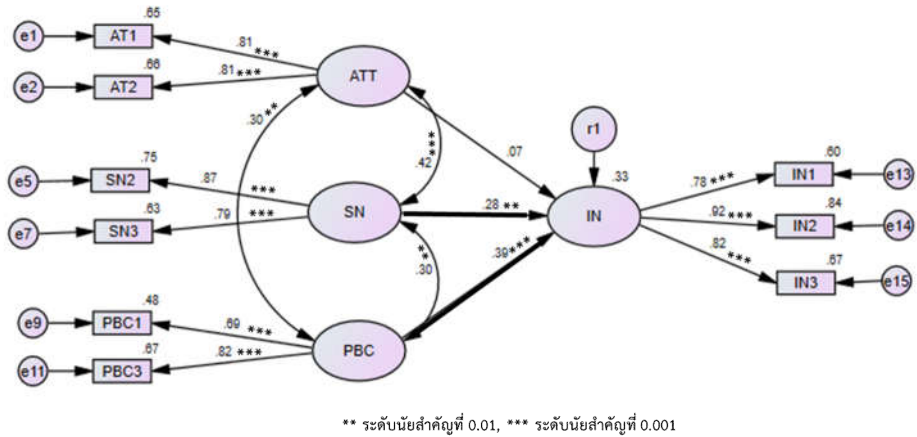 .65
e1 AT1 .81 ***
.66
e2 AT2 .81 ***
ATT
.30 **
.42 ***
.07
r1
.75
e5 SN2 .87 ***
.63
e7 SN3 .79 ***
SN
.28 **
.33
IN
.30 **
.39 ***
.48
e9 PBC1 .69 ***
.67
e11 PBC3 .82 ***
PBC
.60
.78 *** IN1 e13
.84
.92 *** IN2 e14
.67
.82 *** IN3 e15
** ระดับนัยสำคัญที่ 0.01, *** ระดับนัยสำคัญที่ 0.001